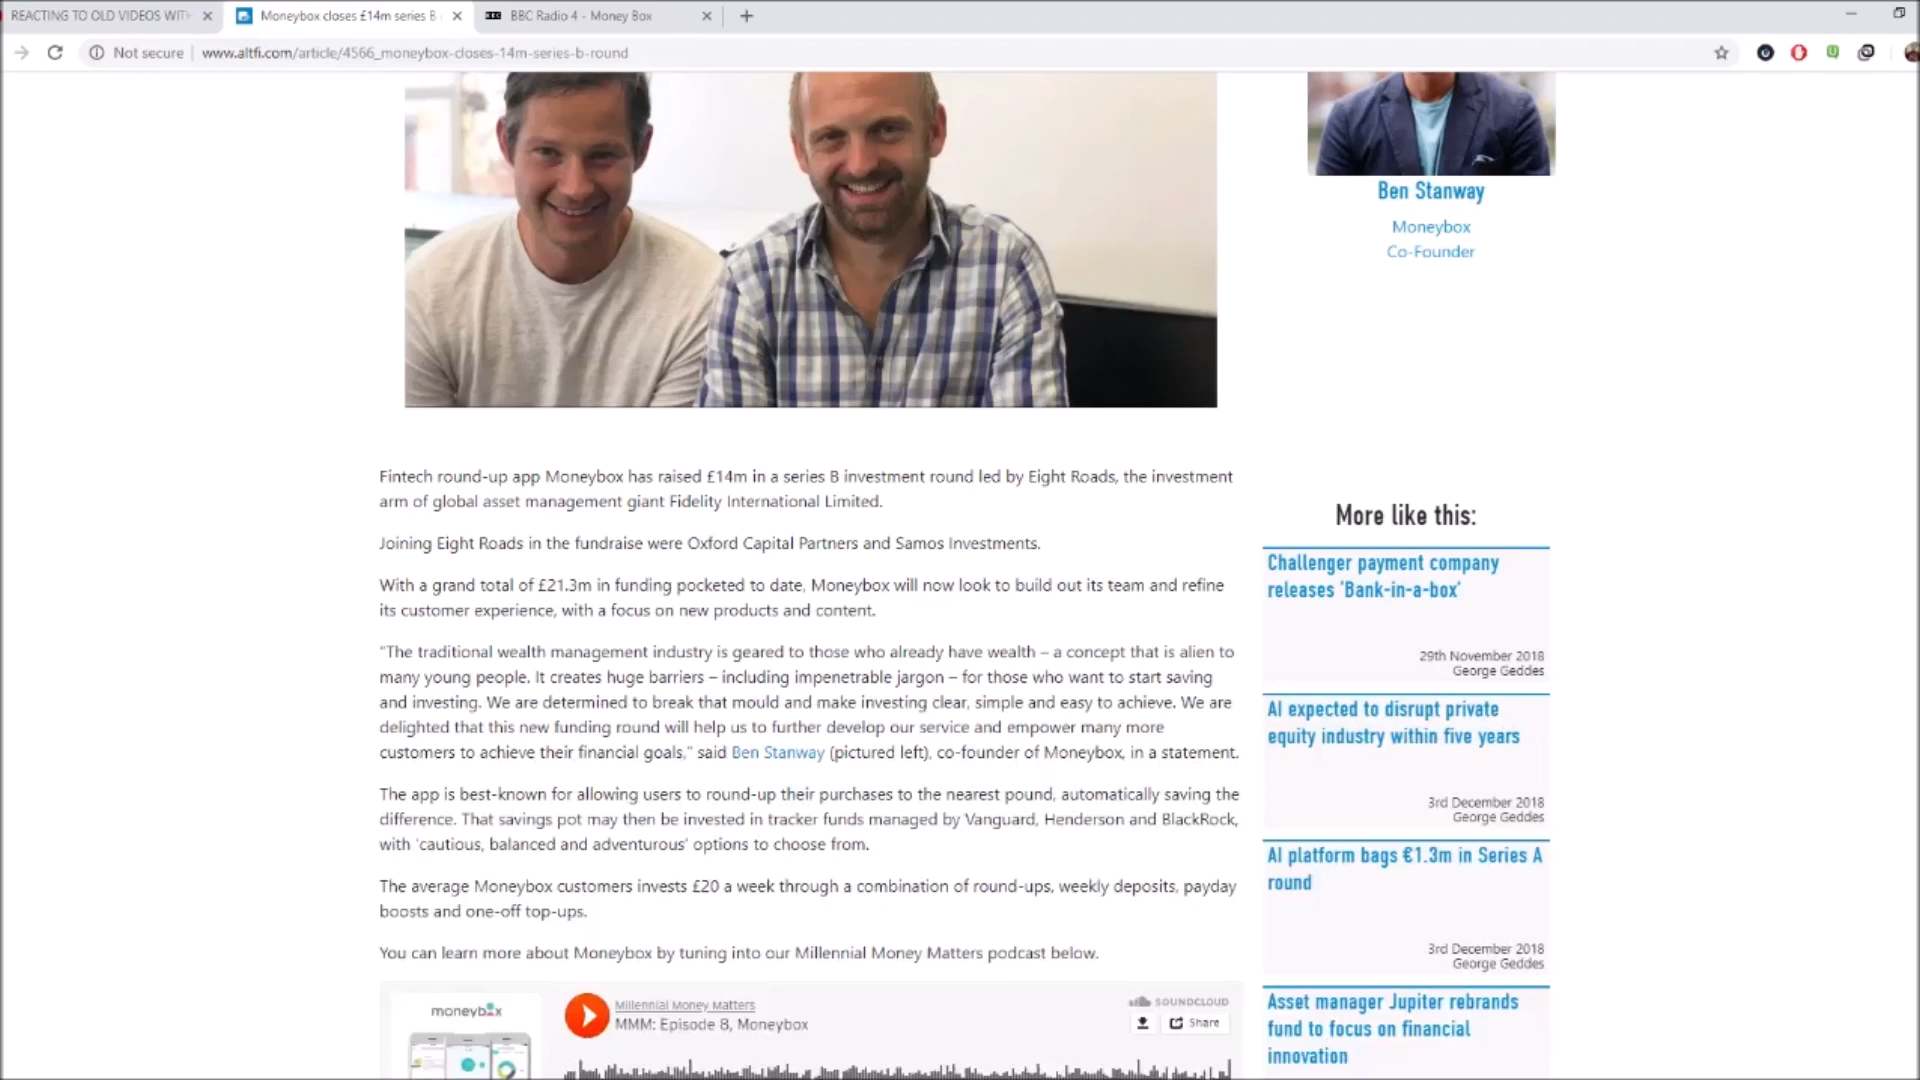 REACTING TO OLD VIDEOS WITH
Moneybox closes £14m series B
BBC Radio 4 - Money Box
Not secure
www.altfi.com/article/4566_moneybox-closes-14m-series-b-round
Ben Stanway
Moneybox
Co-Founder
Fintech round-up app Moneybox has raised £14m in a series B investment round led by Eight Roads, the investment
arm of global asset management giant Fidelity International Limited.
Joining Eight Roads in the fundraise were Oxford Capital Partners and Samos Investments.
With a grand total of £21.3m in funding pocketed to date, Moneybox will now look to build out its team and refine
its customer experience, with a focus on new products and content.
"The traditional wealth management industry is geared to those who already have wealth – a concept that is alien to
many young people. It creates huge barriers – including impenetrable jargon – for those who want to start saving
and investing. We are determined to break that mould and make investing clear, simple and easy to achieve. We are
delighted that this new funding round will help us to further develop our service and empower many more
customers to achieve their financial goals," said Ben Stanway (pictured left), co-founder of Moneybox, in a statement.
The app is best-known for allowing users to round-up their purchases to the nearest pound, automatically saving the
difference. That savings pot may then be invested in tracker funds managed by Vanguard, Henderson and BlackRock,
with 'cautious, balanced and adventurous' options to choose from.
The average Moneybox customers invests £20 a week through a combination of round-ups, weekly deposits, payday
boosts and one-off top-ups.
You can learn more about Moneybox by tuning into our Millennial Money Matters podcast below.
moneybox
Millennial Money Matters
MMM: Episode 8, Moneybox
SOUNDCLOUD
Share
More like this:
Challenger payment company
releases 'Bank-in-a-box'
29th November 2018
George Geddes
AI expected to disrupt private
equity industry within five years
3rd December 2018
George Geddes
AI platform bags €1.3m in Series A
round
3rd December 2018
George Geddes
Asset manager Jupiter rebrands
fund to focus on financial
innovation